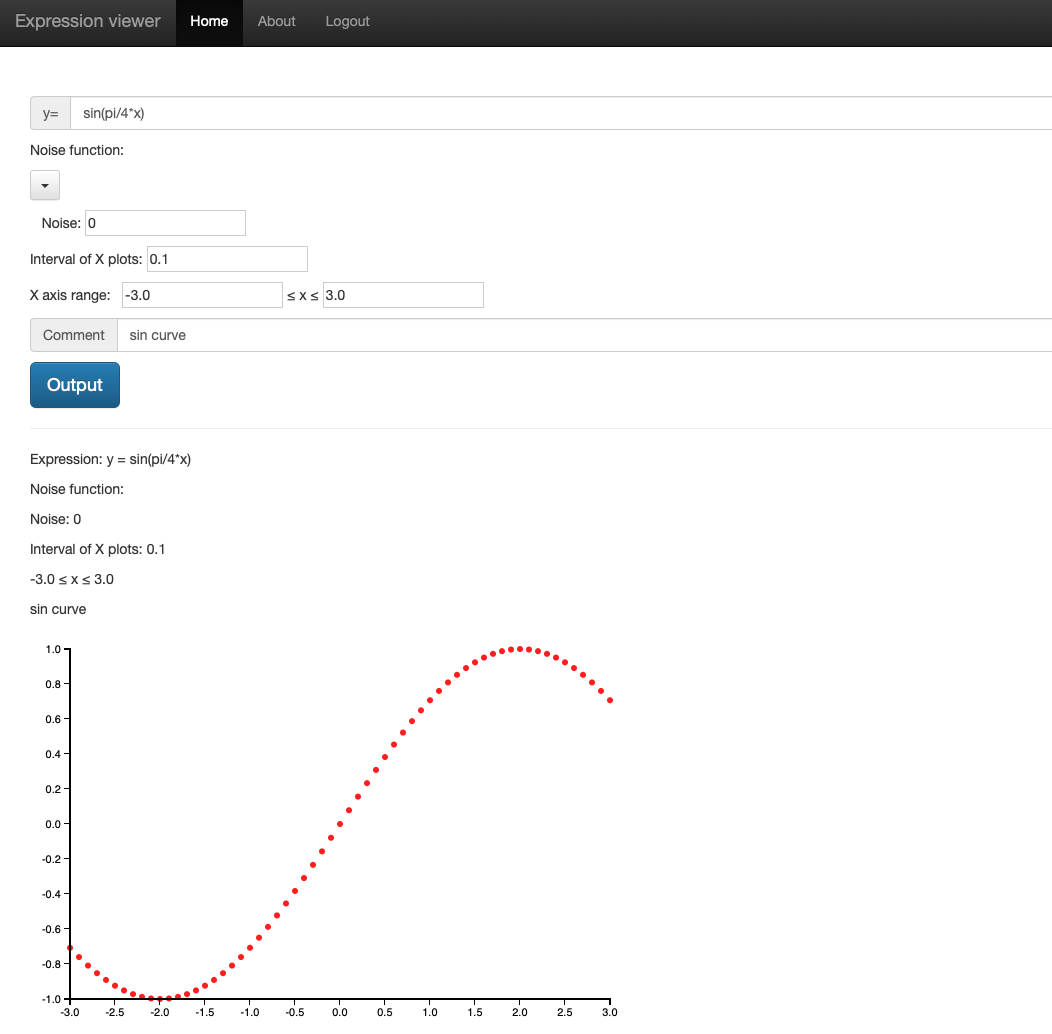 Expression viewer Home About Logout
y= sin(pi/4*x)
Noise function:
Noise: 0
Interval of X plots: 0.1
X axis range: -3.0 ≤ x ≤ 3.0
Comment sin curve
Output
Expression: y = sin(pi/4*x)
Noise function:
Noise: 0
Interval of X plots: 0.1
-3.0 ≤ x ≤ 3.0
sin curve
1.0
0.8
0.6
0.4
0.2
0.0
-0.2
-0.4
-0.6
-0.8
-1.0
-3.0 -2.5 -2.0 -1.5 -1.0 -0.5 0.0 0.5 1.0 1.5 2.0 2.5 3.0